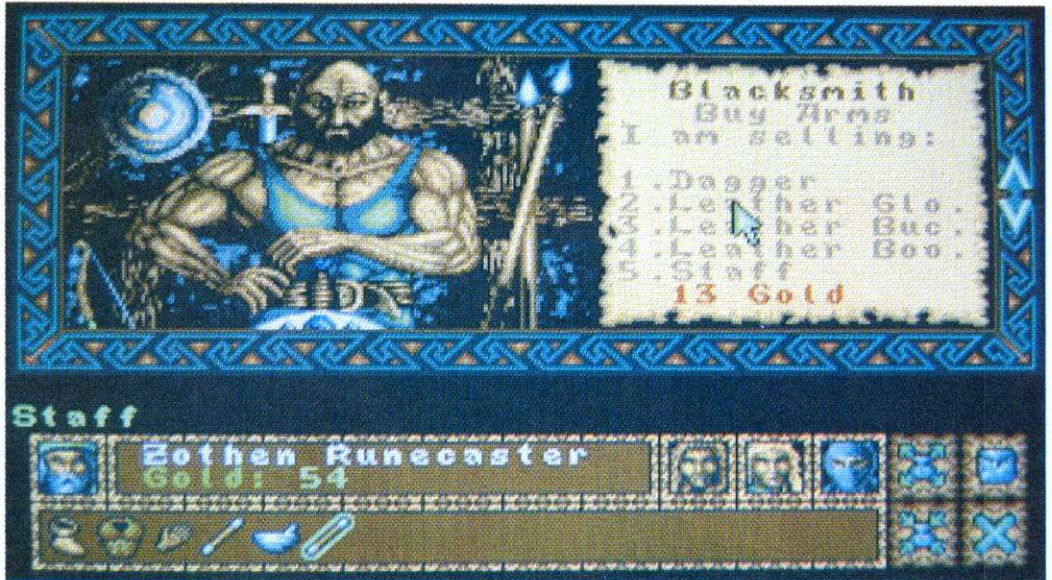 Blacksmith
Buy Arms
I am selling:
1.Dagger
2.Leather Glo.
3.Leather Buc.
4.Leather Boo.
5.Staff
13 Gold
Staff
Zothen Runecaster
Gold: 54